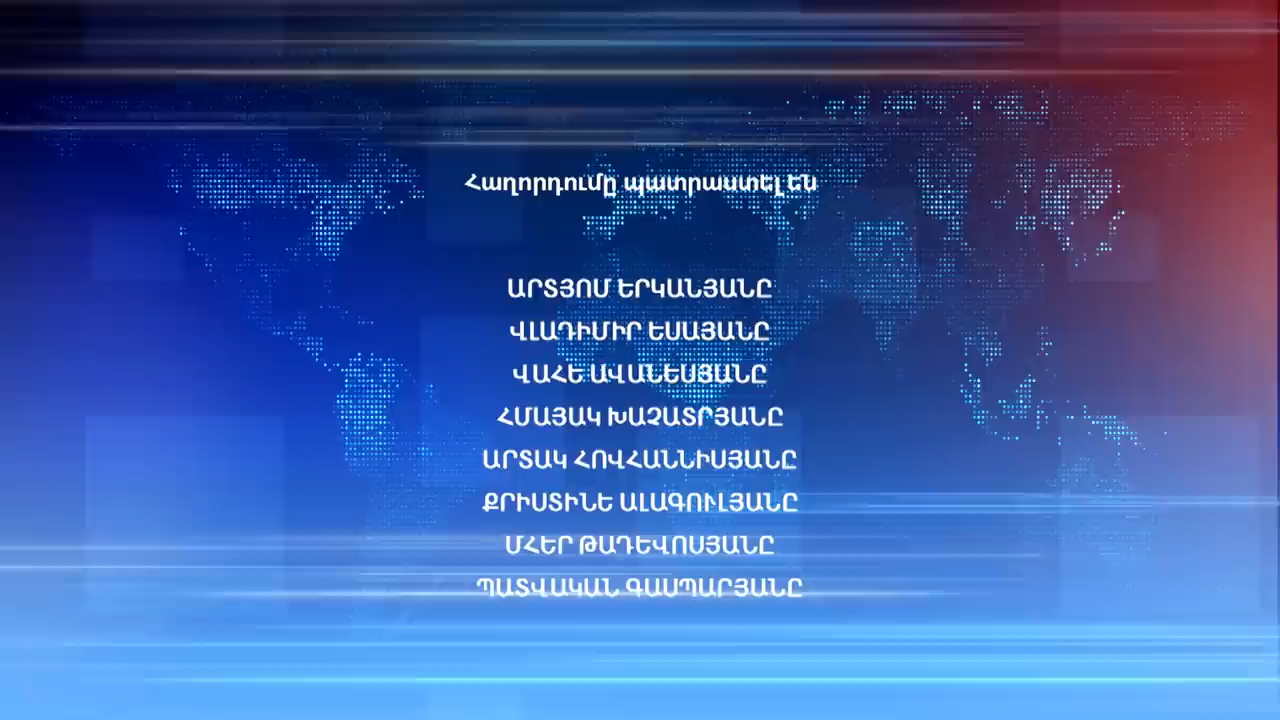 Հաղորդումը պատրաստել են
ԱՐՏՅՈՄ ԵՐԿԱՆՅԱՆԸ
ՎԼԱԴԻՄԻՐ ԵՍԱՅԱՆԸ
ՎԱՀԵ ԱՎԱՆԵՍՅԱՆԸ
ՀՄԱՅԱԿ ԽԱՉԱՏՐՅԱՆԸ
ԱՐՏԱԿ ՀՈՎՀԱՆՆԻՍՅԱՆԸ
ՔՐԻՍՏԻՆԵ ԱԼԱԳՈՒԼՅԱՆԸ
ՄՀԵՐ ԹԱԴԵՎՈՍՅԱՆԸ
ՊԱՏՎԱԿԱՆ ԳԱՍՊԱՐՅԱՆԸ